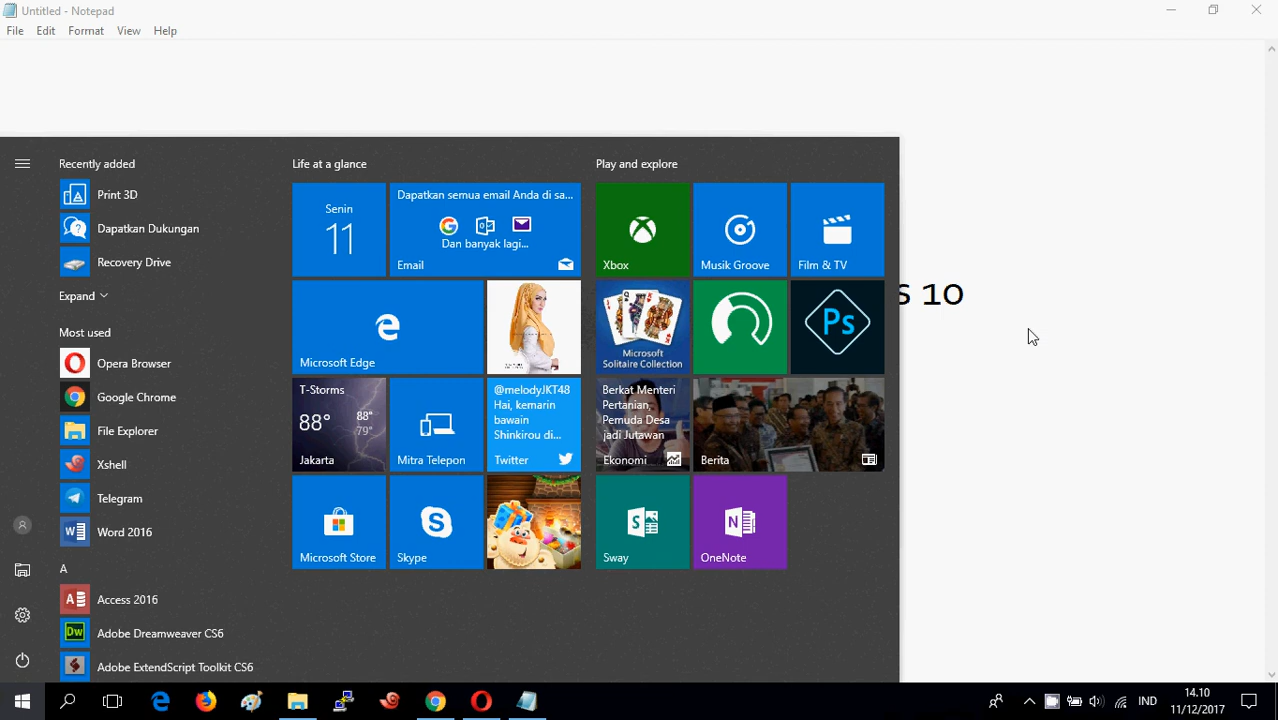 Untitled - Notepad
File Edit Format View Help
S 10
Recently added
Print 3D
Dapatkan Dukungan
Recovery Drive
Expand
Most used
Opera Browser
Google Chrome
File Explorer
Xshell
Telegram
Word 2016
A
Access 2016
Adobe Dreamweaver CS6
Adobe ExtendScript Toolkit CS6
Life at a glance
Senin
11
Dapatkan semua email Anda di sa...
Dan banyak lagi...
Email
Microsoft Edge
T-Storms
88° 88°
79°
Jakarta
Mitra Telepon
@melodyJKT48
Hai, kemarin
bawain
Shinkirou di...
Twitter
Microsoft Store
Skype
Play and explore
Xbox
Musik Groove
Film & TV
Microsoft
Solitaire Collection
Ps
Berkat Menteri
Pertanian,
Pemuda Desa
jadi Jutawan
Ekonomi
Berita
Sway
OneNote
IND
14.10
11/12/2017